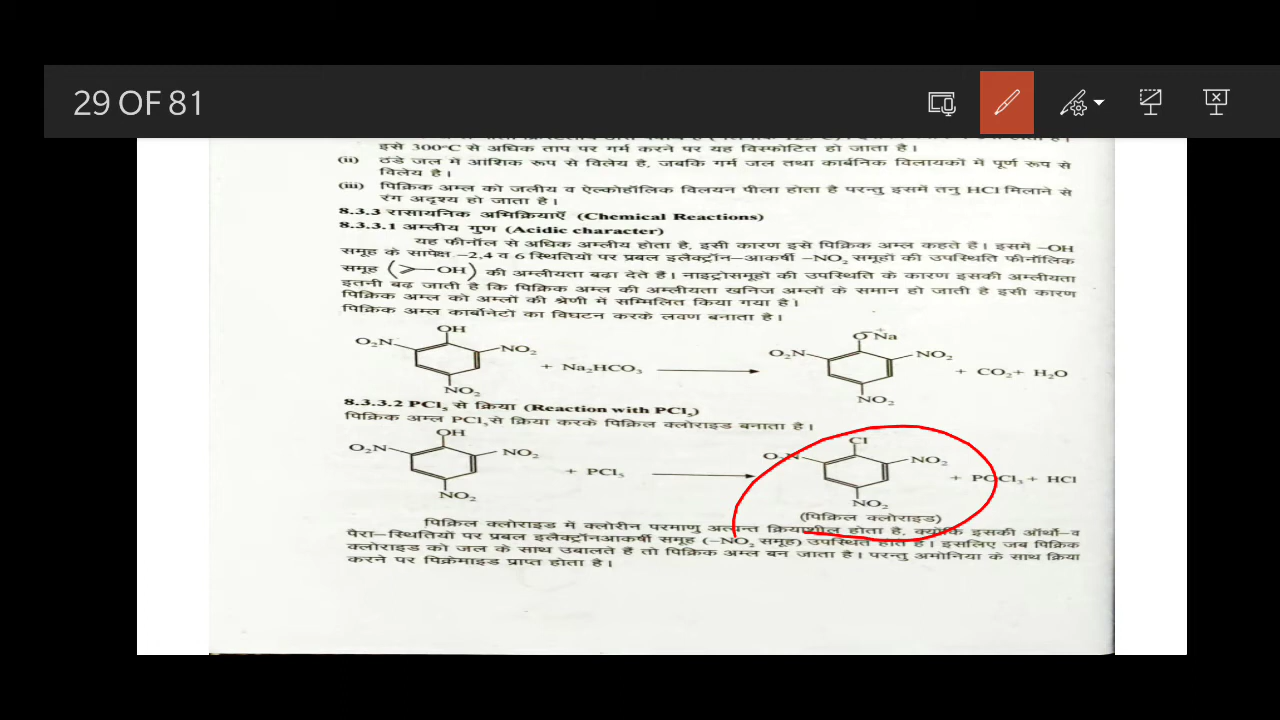 29 OF 81
इसे 300°C से अधिक ताप पर गर्म करने पर यह विस्फोटित हो जाता है।
(ii) ठंडे जल में आंशिक रूप से विलेय है, जबकि गर्म जल तथा कार्बनिक विलायकों में पूर्ण रूप से
विलेय है।
(iii) पिक्रिक अम्ल को जलीय व ऐल्कोहॉलिक विलयन पीला होता है परन्तु इसमें तनु HCl मिलाने से
रंग अदृश्य हो जाता है।
8.3.3 रासायनिक अभिक्रियाएँ (Chemical Reactions)
8.3.3.1 अम्लीय गुण (Acidic character)
यह फीनॉल से अधिक अम्लीय होता है, इसी कारण इसे पिक्रिक अम्ल कहते हैं। इसमें –OH
समूह के सापेक्ष –2,4 व 6 स्थितियों पर प्रबल इलैक्ट्रॉन–आकर्षी –NO₂ समूहों की उपस्थिति फीनॉलिक
समूह ( >—OH ) की अम्लीयता बढ़ा देते हैं। नाइट्रोसमूहों की उपस्थिति के कारण इसकी अम्लीयता
इतनी बढ़ जाती है कि पिक्रिक अम्ल की अम्लीयता खनिज अम्लों के समान हो जाती है इसी कारण
पिक्रिक अम्ल को अम्लों की श्रेणी में सम्मिलित किया गया है।
पिक्रिक अम्ल कार्बोनेटों का विघटन करके लवण बनाता है।
OH O⁻Na⁺
O₂N NO₂ O₂N NO₂
+ Na₂HCO₃ + CO₂+ H₂O
NO₂ NO₂
8.3.3.2 PCl₅ से क्रिया (Reaction with PCl₅)
पिक्रिक अम्ल PCl₅से क्रिया करके पिक्रिल क्लोराइड बनाता है।
OH Cl
O₂N NO₂ O₂N NO₂
+ PCl₅ + POCl₃+ HCl
NO₂ NO₂
(पिक्रिल क्लोराइड)
पिक्रिल क्लोराइड में क्लोरीन परमाणु अत्यन्त क्रियाशील होता है, क्योंकि इसकी ऑर्थो–व
पैरा–स्थितियों पर प्रबल इलैक्ट्रॉनआकर्षी समूह (–NO₂ समूह) उपस्थित होते हैं। इसलिए जब पिक्रिल
क्लोराइड को जल के साथ उबालते हैं तो पिक्रिक अम्ल बन जाता है। परन्तु अमोनिया के साथ क्रिया
करने पर पिक्रेमाइड प्राप्त होता है।